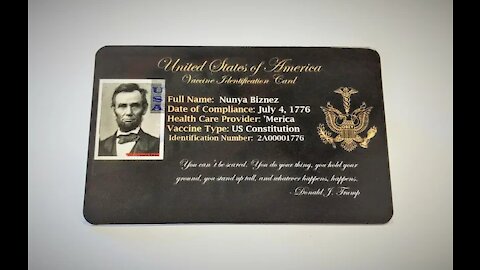 United States of America
Vaccine Identification Card
USA
Full Name: Nunya Biznez
Date of Compliance: July 4, 1776
Health Care Provider: 'Merica
Vaccine Type: US Constitution
Identification Number: 2A00001776
You can't be scared. You do your thing, you hold your
ground, you stand up tall, and whatever happens, happens.
- Donald J. Trump